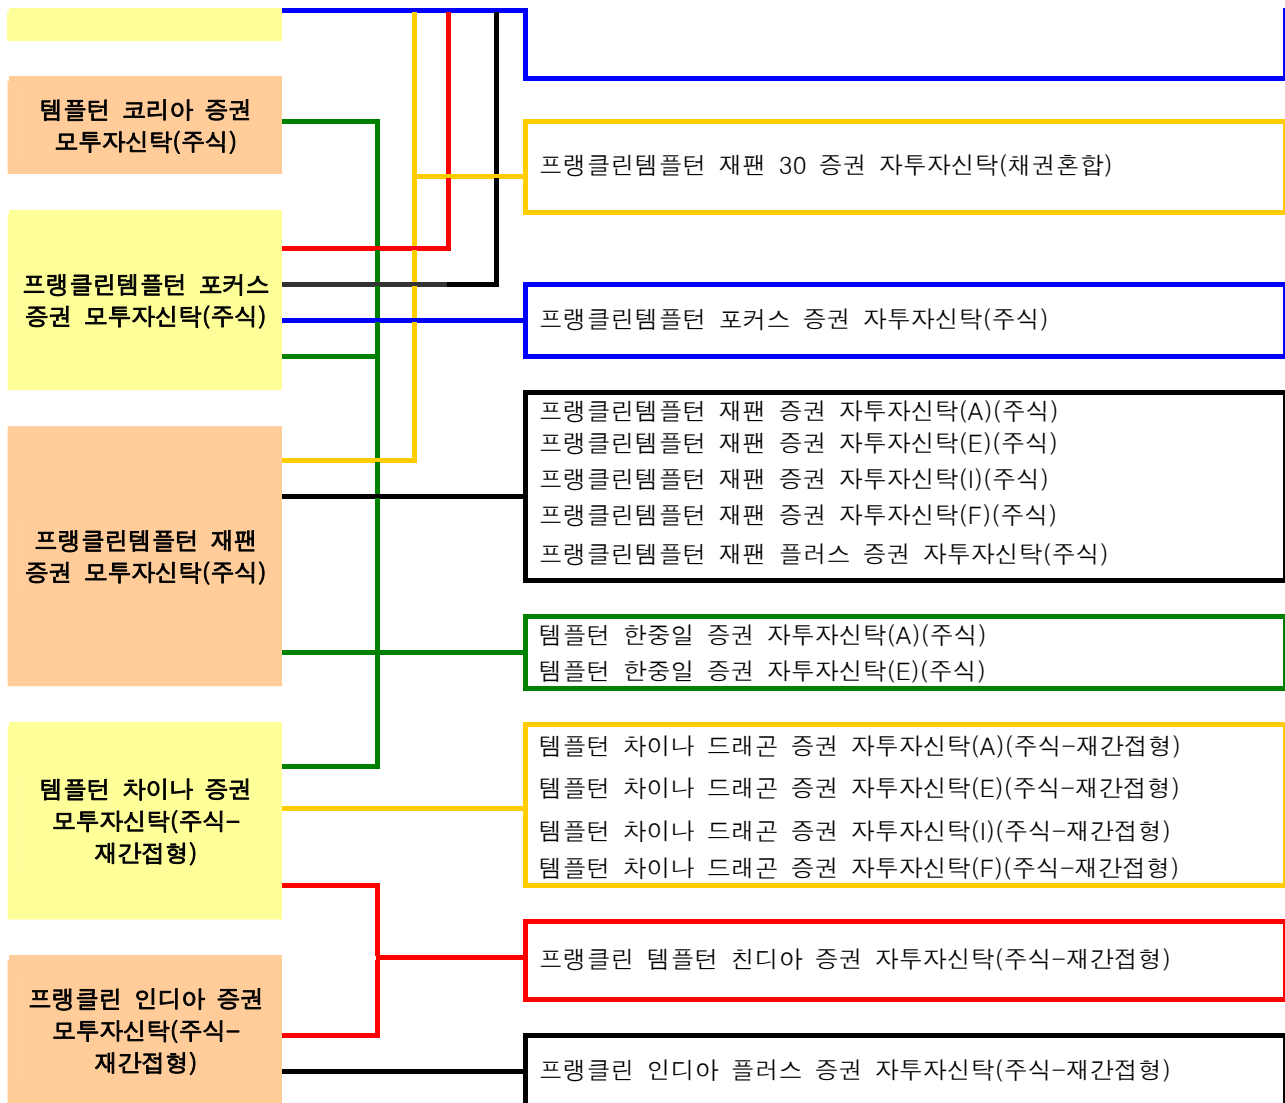 템플턴 코리아 증권
모투자신탁(주식)
프랭클린템플턴 재팬 30 증권 자투자신탁(채권혼합)
프랭클린템플턴 포커스
증권 모투자신탁(주식)
프랭클린템플턴 포커스 증권 자투자신탁(주식)
프랭클린템플턴 재팬
증권 모투자신탁(주식)
프랭클린템플턴 재팬 증권 자투자신탁(A)(주식)
프랭클린템플턴 재팬 증권 자투자신탁(E)(주식)
프랭클린템플턴 재팬 증권 자투자신탁(I)(주식)
프랭클린템플턴 재팬 증권 자투자신탁(F)(주식)
프랭클린템플턴 재팬 플러스 증권 자투자신탁(주식)
템플턴 한중일 증권 자투자신탁(A)(주식)
템플턴 한중일 증권 자투자신탁(E)(주식)
템플턴 차이나 증권
모투자신탁(주식-
재간접형)
템플턴 차이나 드래곤 증권 자투자신탁(A)(주식-재간접형)
템플턴 차이나 드래곤 증권 자투자신탁(E)(주식-재간접형)
템플턴 차이나 드래곤 증권 자투자신탁(I)(주식-재간접형)
템플턴 차이나 드래곤 증권 자투자신탁(F)(주식-재간접형)
프랭클린 템플턴 친디아 증권 자투자신탁(주식-재간접형)
프랭클린 인디아 증권
모투자신탁(주식-
재간접형)
프랭클린 인디아 플러스 증권 자투자신탁(주식-재간접형)